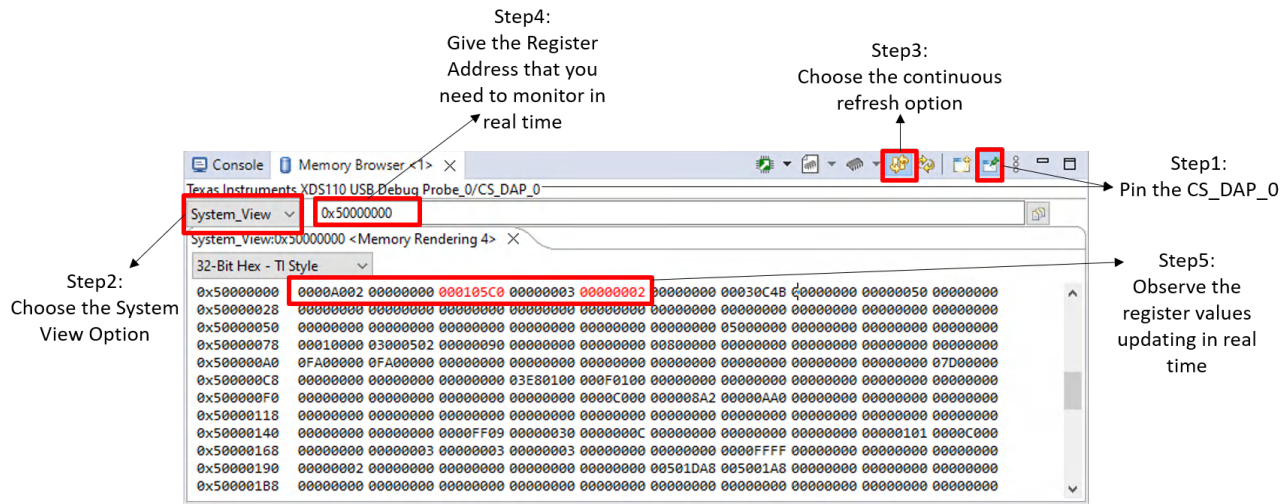 Step4:
Give the Register
Address that you
need to monitor in
real time
Step3:
Choose the continuous
refresh option
Step1:
Pin the CS_DAP_0
Console Memory Browser <1>
Texas Instruments XDS110 USB Debug Probe_0/CS_DAP_0
System_View 0x50000000
System_View:0x50000000 <Memory Rendering 4>
32-Bit Hex - TI Style
Step2:
Choose the System
View Option
Step5:
Observe the
register values
updating in real
time
0x50000000 0000A002 00000000 000105C0 00000003 00000002 00000000 00030C4B 00000000 00000050 00000000
0x50000028 00000000 00000000 00000000 00000000 00000000 00000000 00000000 00000000 00000000 00000000
0x50000050 00000000 00000000 00000000 00000000 00000000 00000000 05000000 00000000 00000000 00000000
0x50000078 00010000 03000502 00000090 00000000 00000000 00800000 00000000 00000000 00000000 00000000
0x500000A0 0FA00000 0FA00000 00000000 00000000 00000000 00000000 00000000 00000000 00000000 07D00000
0x500000C8 00000000 00000000 00000000 03E80100 000F0100 00000000 00000000 00000000 00000000 00000000
0x500000F0 00000000 00000000 00000000 00000000 00000000 0000C000 000008A2 00000AA0 00000000 00000000
0x50000118 00000000 00000000 00000000 00000000 00000000 00000000 00000000 00000000 00000000 00000000
0x50000140 00000000 00000000 0000FF09 00000030 0000000C 00000000 00000000 00000000 00000101 0000C000
0x50000168 00000000 00000003 00000003 00000003 00000000 00000000 0000FFFF 00000000 00000000 00000000
0x50000190 00000002 00000000 00000000 00000000 00000000 00501DA8 005001A8 00000000 00000000 00000000
0x500001B8 00000000 00000000 00000000 00000000 00000000 00000000 00000000 00000000 00000000 00000000